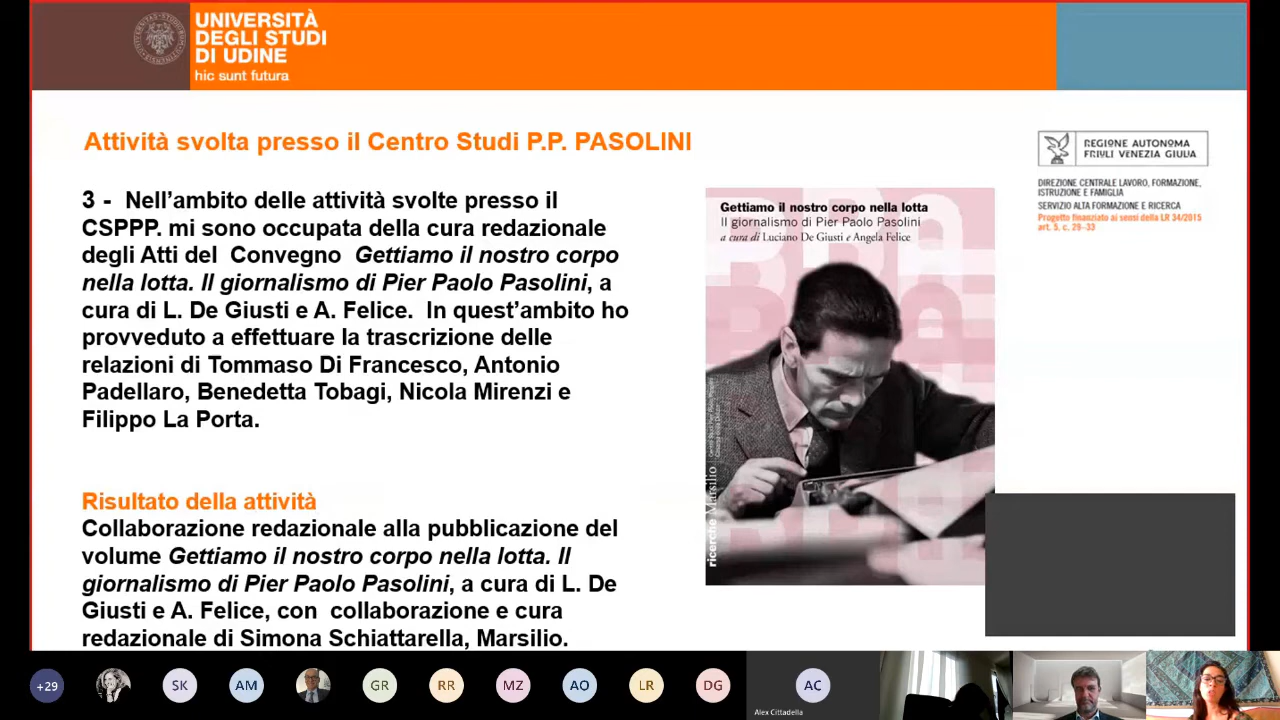 UNIVERSITÀ
DEGLI STUDI
DI UDINE
hic sunt futura
Attività svolta presso il Centro Studi P.P. PASOLINI
REGIONE AUTONOMA
FRIULI VENEZIA GIULIA
DIREZIONE CENTRALE LAVORO, FORMAZIONE,
ISTRUZIONE E FAMIGLIA
SERVIZIO ALTA FORMAZIONE E RICERCA
Progetto finanziato ai sensi della LR 34/2015
art. 5, c. 29-33
3 - Nell'ambito delle attività svolte presso il
CSPPP. mi sono occupata della cura redazionale
degli Atti del Convegno Gettiamo il nostro corpo
nella lotta. Il giornalismo di Pier Paolo Pasolini, a
cura di L. De Giusti e A. Felice. In quest'ambito ho
provveduto a effettuare la trascrizione delle
relazioni di Tommaso Di Francesco, Antonio
Padellaro, Benedetta Tobagi, Nicola Mirenzi e
Filippo La Porta.
Gettiamo il nostro corpo nella lotta
Il giornalismo di Pier Paolo Pasolini
a cura di Luciano De Giusti e Angela Felice
ricerche Marsilio
Risultato della attività
Collaborazione redazionale alla pubblicazione del
volume Gettiamo il nostro corpo nella lotta. Il
giornalismo di Pier Paolo Pasolini, a cura di L. De
Giusti e A. Felice, con collaborazione e cura
redazionale di Simona Schiattarella, Marsilio.
+29
SK
AM
GR
RR
MZ
AO
LR
DG
AC
Alex Cittadella